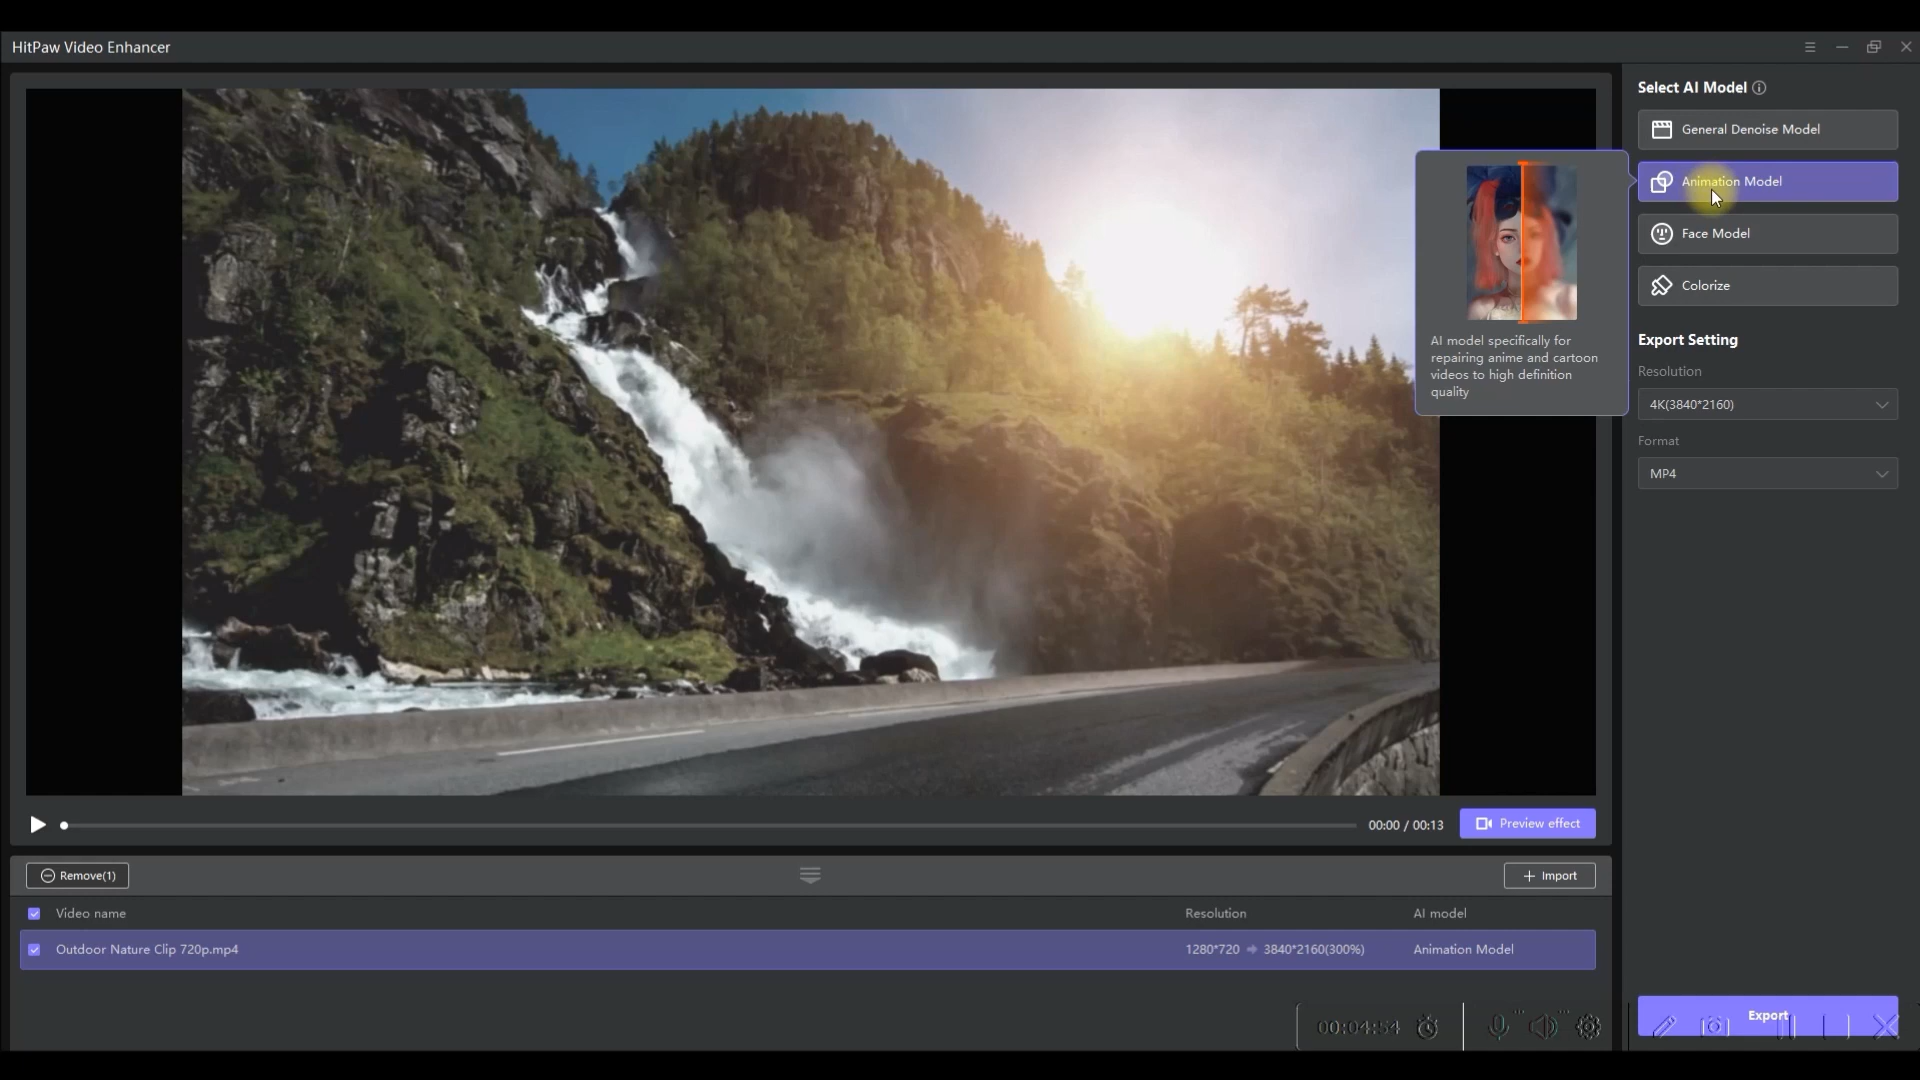 HitPaw Video Enhancer
Select AI Model
General Denoise Model
Animation Model
Face Model
Colorize
AI model specifically for
repairing anime and cartoon
videos to high definition
quality
Export Setting
Resolution
4K(3840*2160)
Format
MP4
00:00 / 00:13
Preview effect
Remove(1)
Import
Video name
Resolution
AI model
Outdoor Nature Clip 720p.mp4
1280*720
3840*2160(300%)
Animation Model
00:04:54
Export